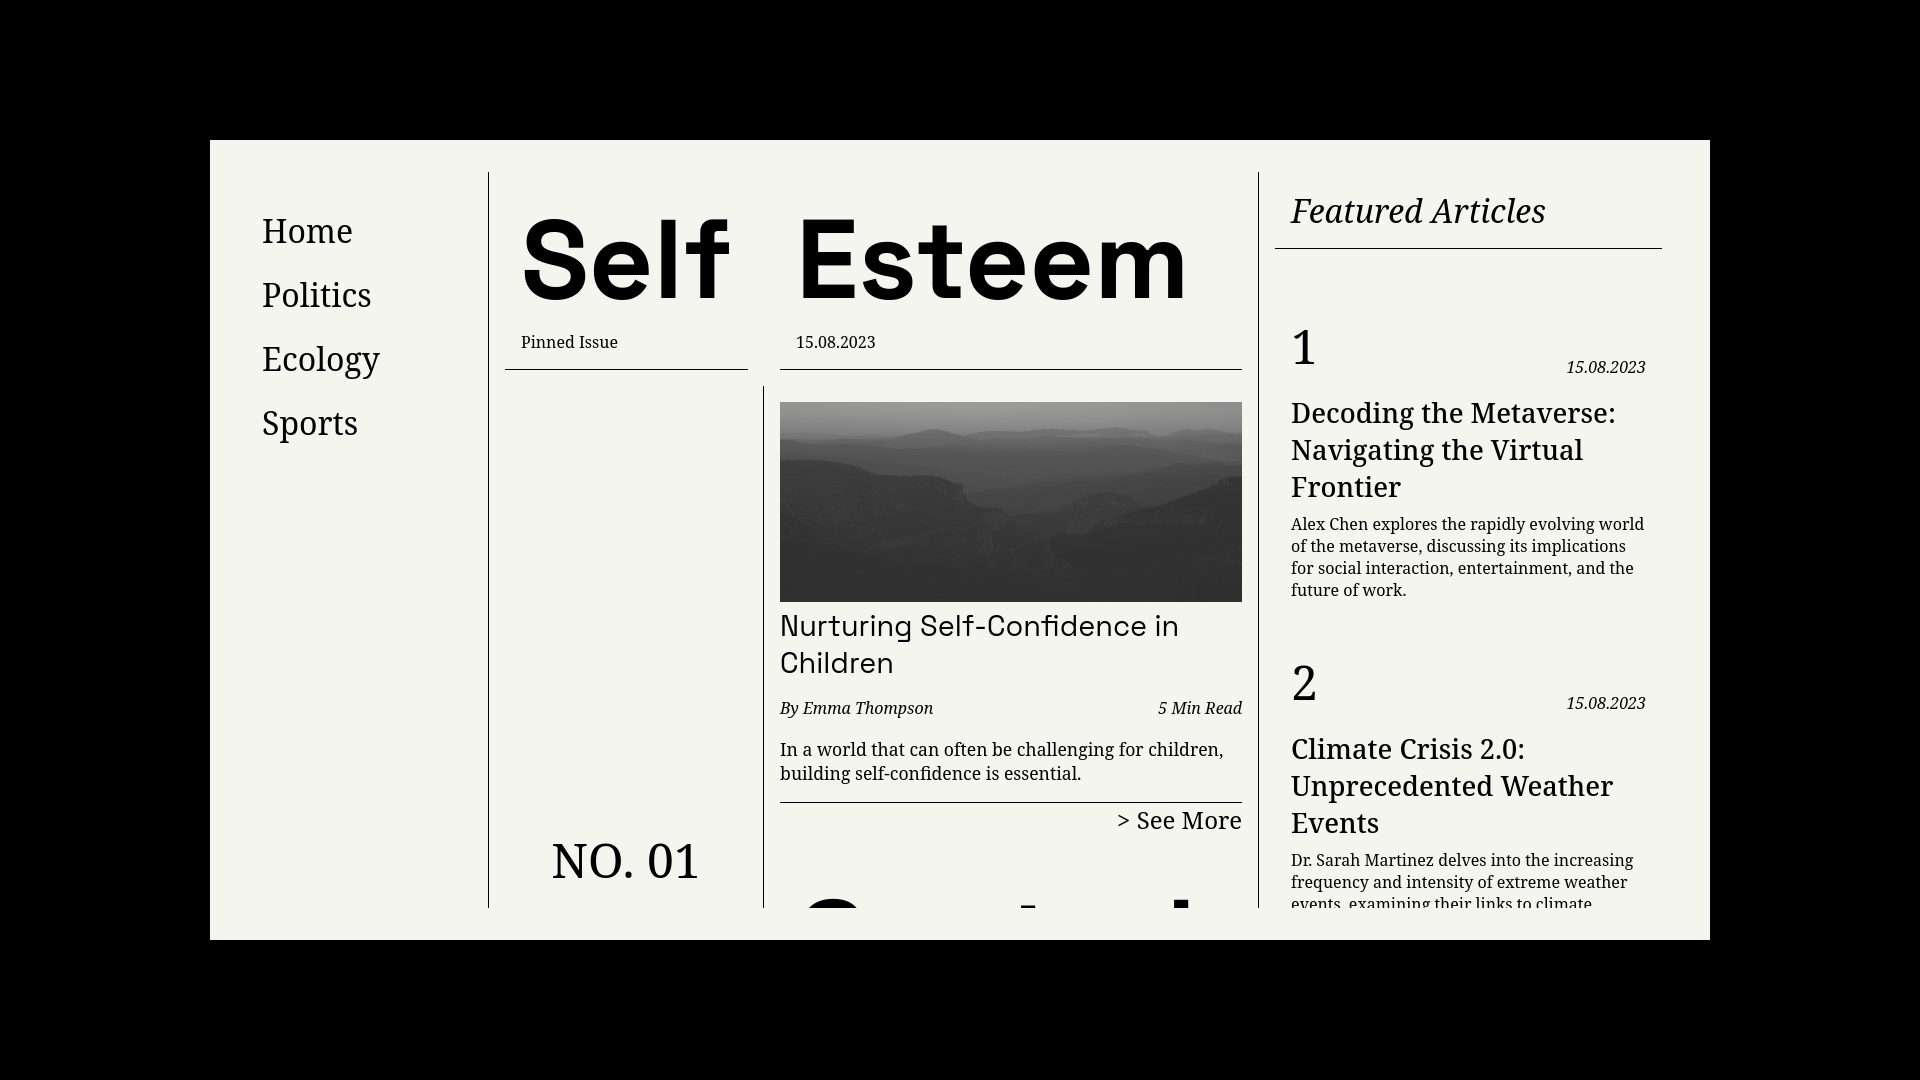 Home
Politics
Ecology
Sports
Self Esteem
Pinned Issue
15.08.2023
NO. 01
Nurturing Self-Confidence in
Children
By Emma Thompson
5 Min Read
In a world that can often be challenging for children,
building self-confidence is essential.
> See More
Featured Articles
1
15.08.2023
Decoding the Metaverse:
Navigating the Virtual
Frontier
Alex Chen explores the rapidly evolving world
of the metaverse, discussing its implications
for social interaction, entertainment, and the
future of work.
2
15.08.2023
Climate Crisis 2.0:
Unprecedented Weather
Events
Dr. Sarah Martinez delves into the increasing
frequency and intensity of extreme weather
events, examining their links to climate